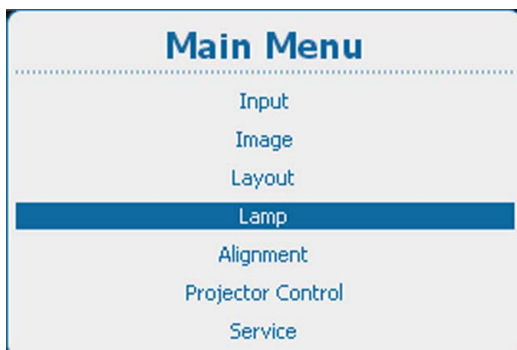 Main Menu
Input
Image
Layout
Lamp
Alignment
Projector Control
Service